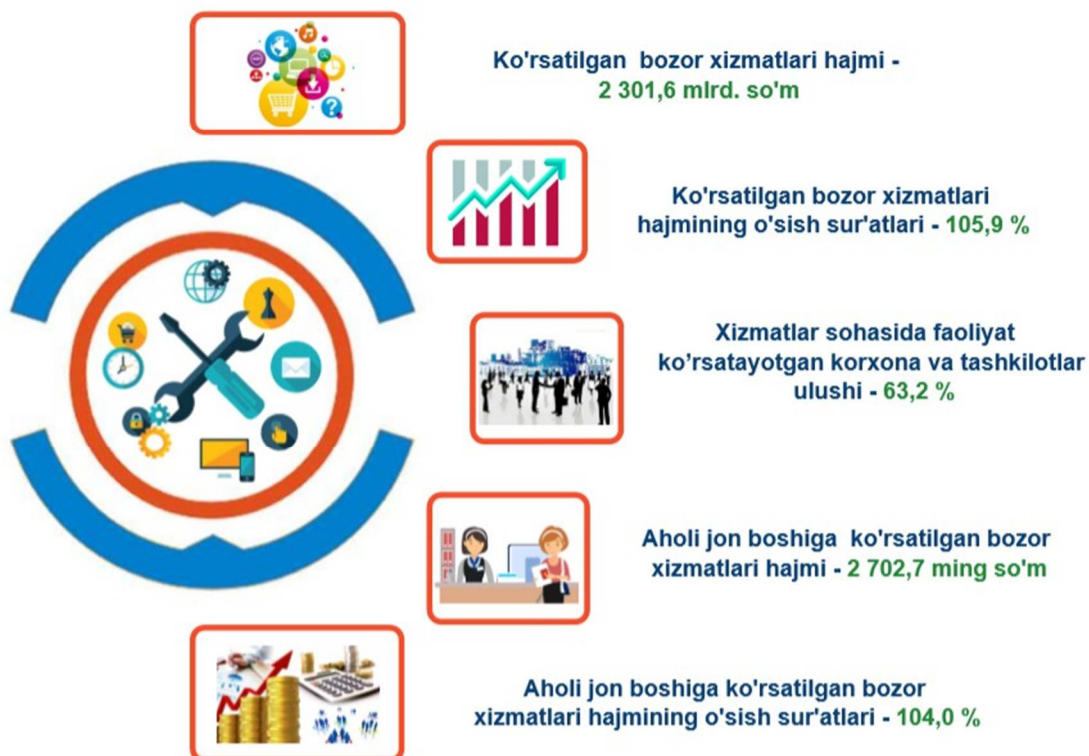 Ko'rsatilgan bozor xizmatlari hajmi -
2 301,6 mlrd. so'm
Ko'rsatilgan bozor xizmatlari
hajmining o'sish sur'atlari - 105,9 %
Xizmatlar sohasida faoliyat
ko’rsatayotgan korxona va tashkilotlar
ulushi - 63,2 %
Aholi jon boshiga ko'rsatilgan bozor
xizmatlari hajmi - 2 702,7 ming so'm
Aholi jon boshiga ko'rsatilgan bozor
xizmatlari hajmining o'sish sur'atlari - 104,0 %